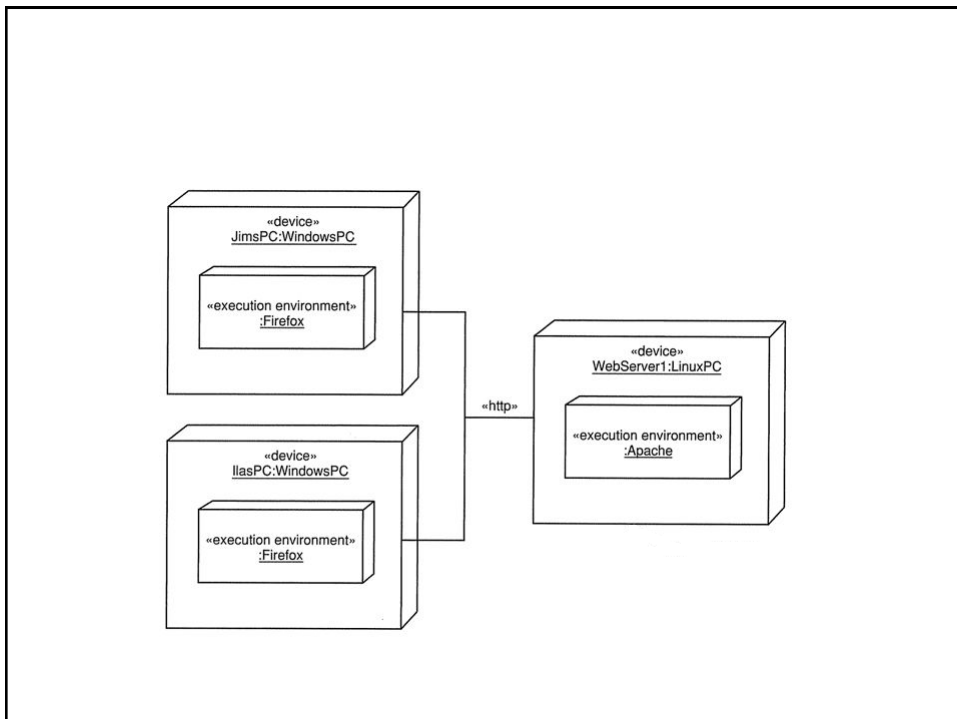 «device»
JimsPC:WindowsPC
«execution environment»
:Firefox
«device»
WebServer1:LinuxPC
«http»
«execution environment»
:Apache
«device»
IlasPC:WindowsPC
«execution environment»
:Firefox